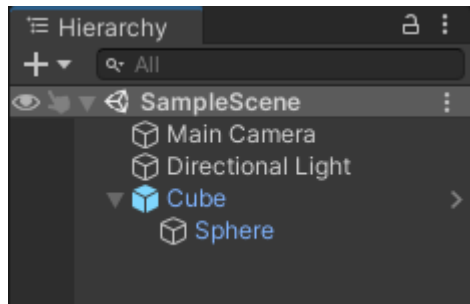 Hierarchy
All
SampleScene
Main Camera
Directional Light
Cube
Sphere